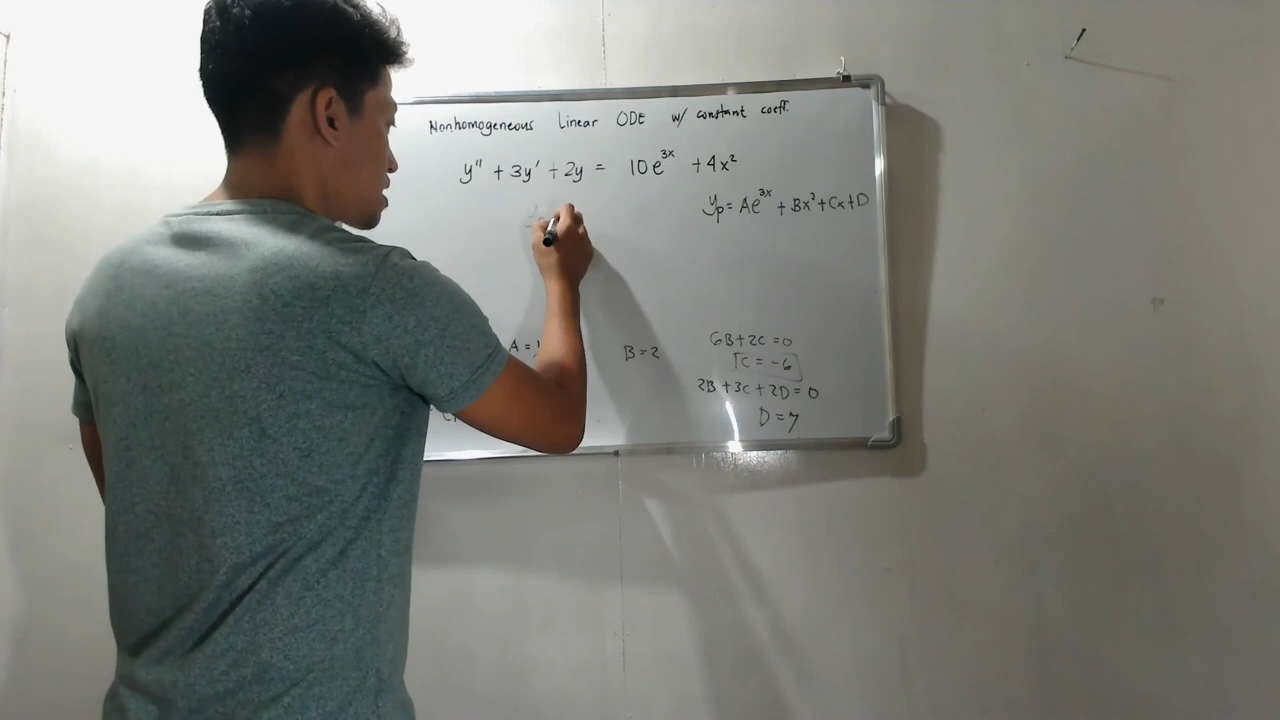 Nonhomogeneous Linear ODE w/ constant coeff.
y'' + 3y' + 2y = 10e^{3x} + 4x²
y_p = Ae^{3x} + Bx² + Cx + D
A =
B = 2
6B + 2C = 0
C = -6
2B + 3C + 2D = 0
D = 7